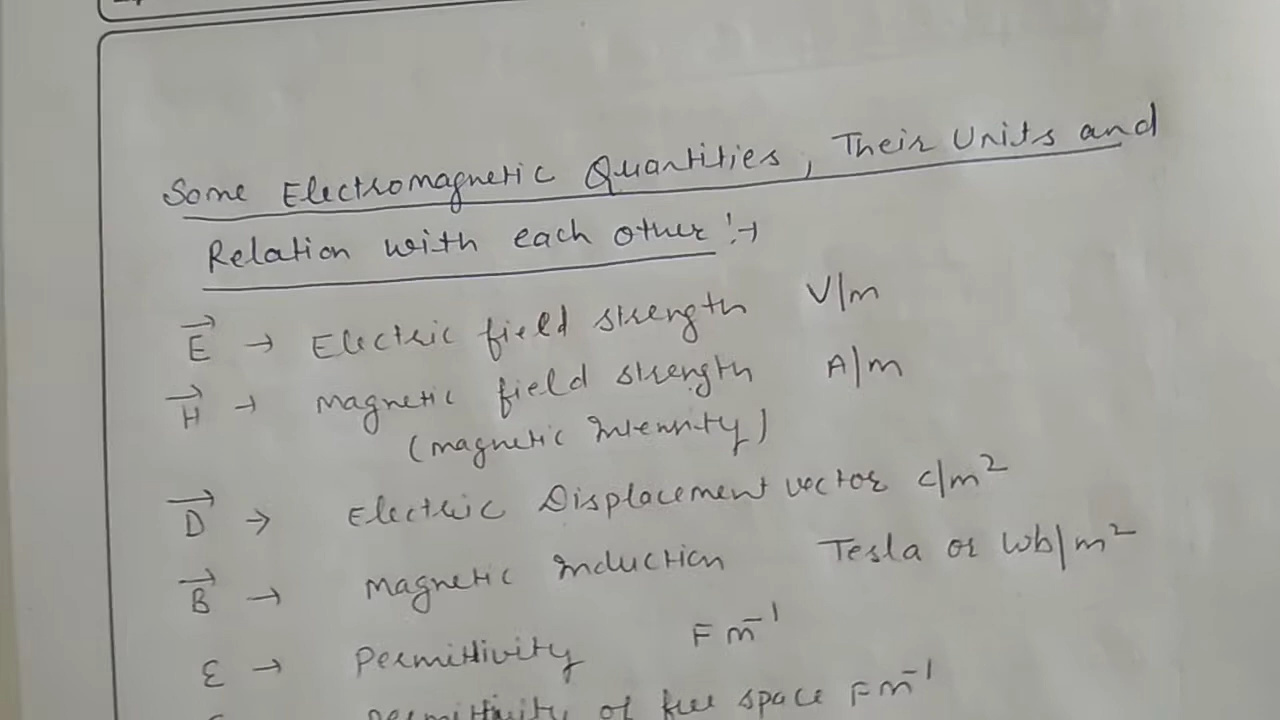 Some Electromagnetic Quantities, Their Units and
Relation with each other :→
E → Electric field strength V/m
H → Magnetic field strength A/m
(magnetic Intensity)
D → Electric Displacement vector C/m²
B → Magnetic Induction Tesla or Wb/m²
ε → Permittivity Fm⁻¹
permittivity of free space Fm⁻¹